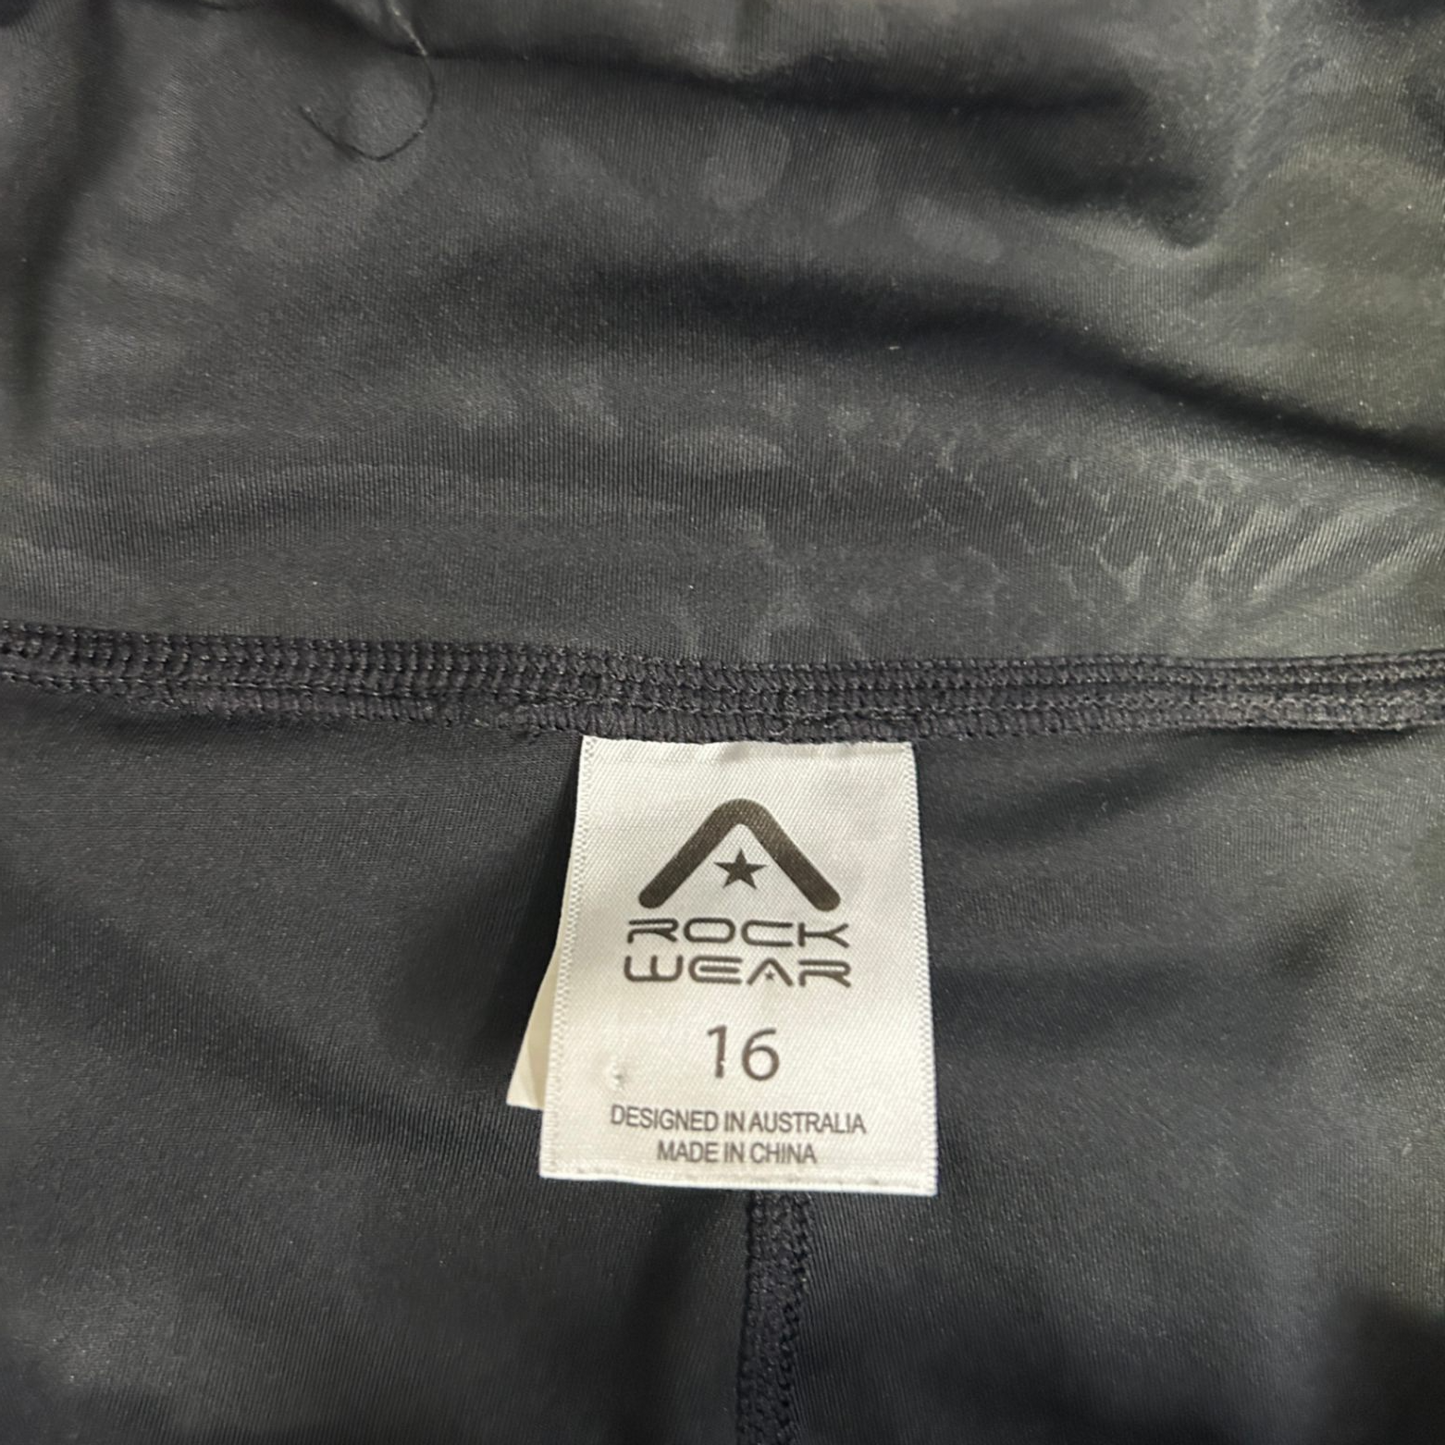 ROCK
WEAR
16
DESIGNED IN AUSTRALIA
MADE IN CHINA